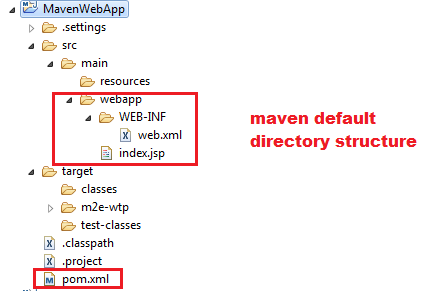 MavenWebApp
.settings
src
main
resources
webapp
WEB-INF
web.xml
index.jsp
maven default
directory structure
target
classes
m2e-wtp
test-classes
.classpath
.project
pom.xml